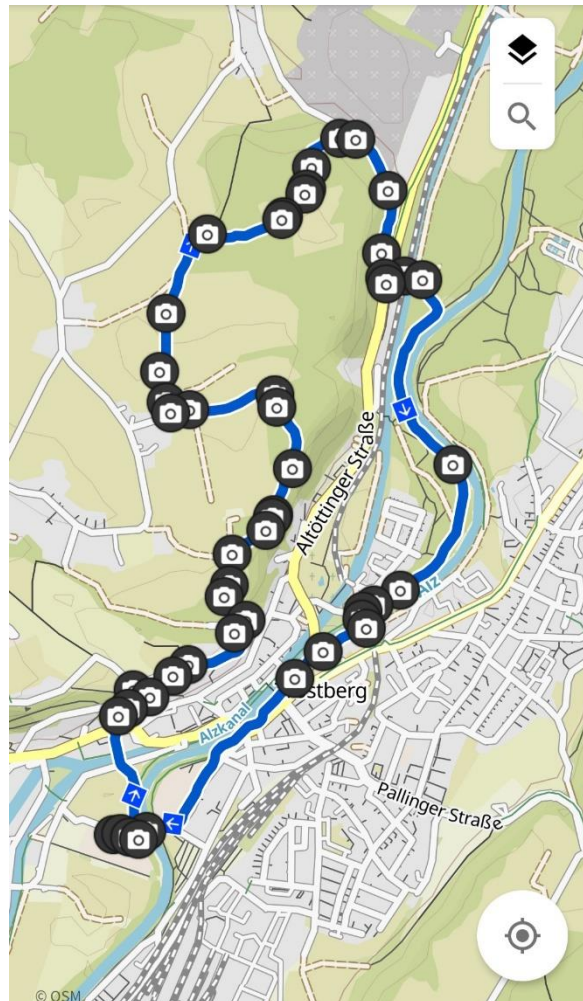 Altöttinger Straße
Alz
stberg
Alzkanal
Pallinger Straße
© OSM